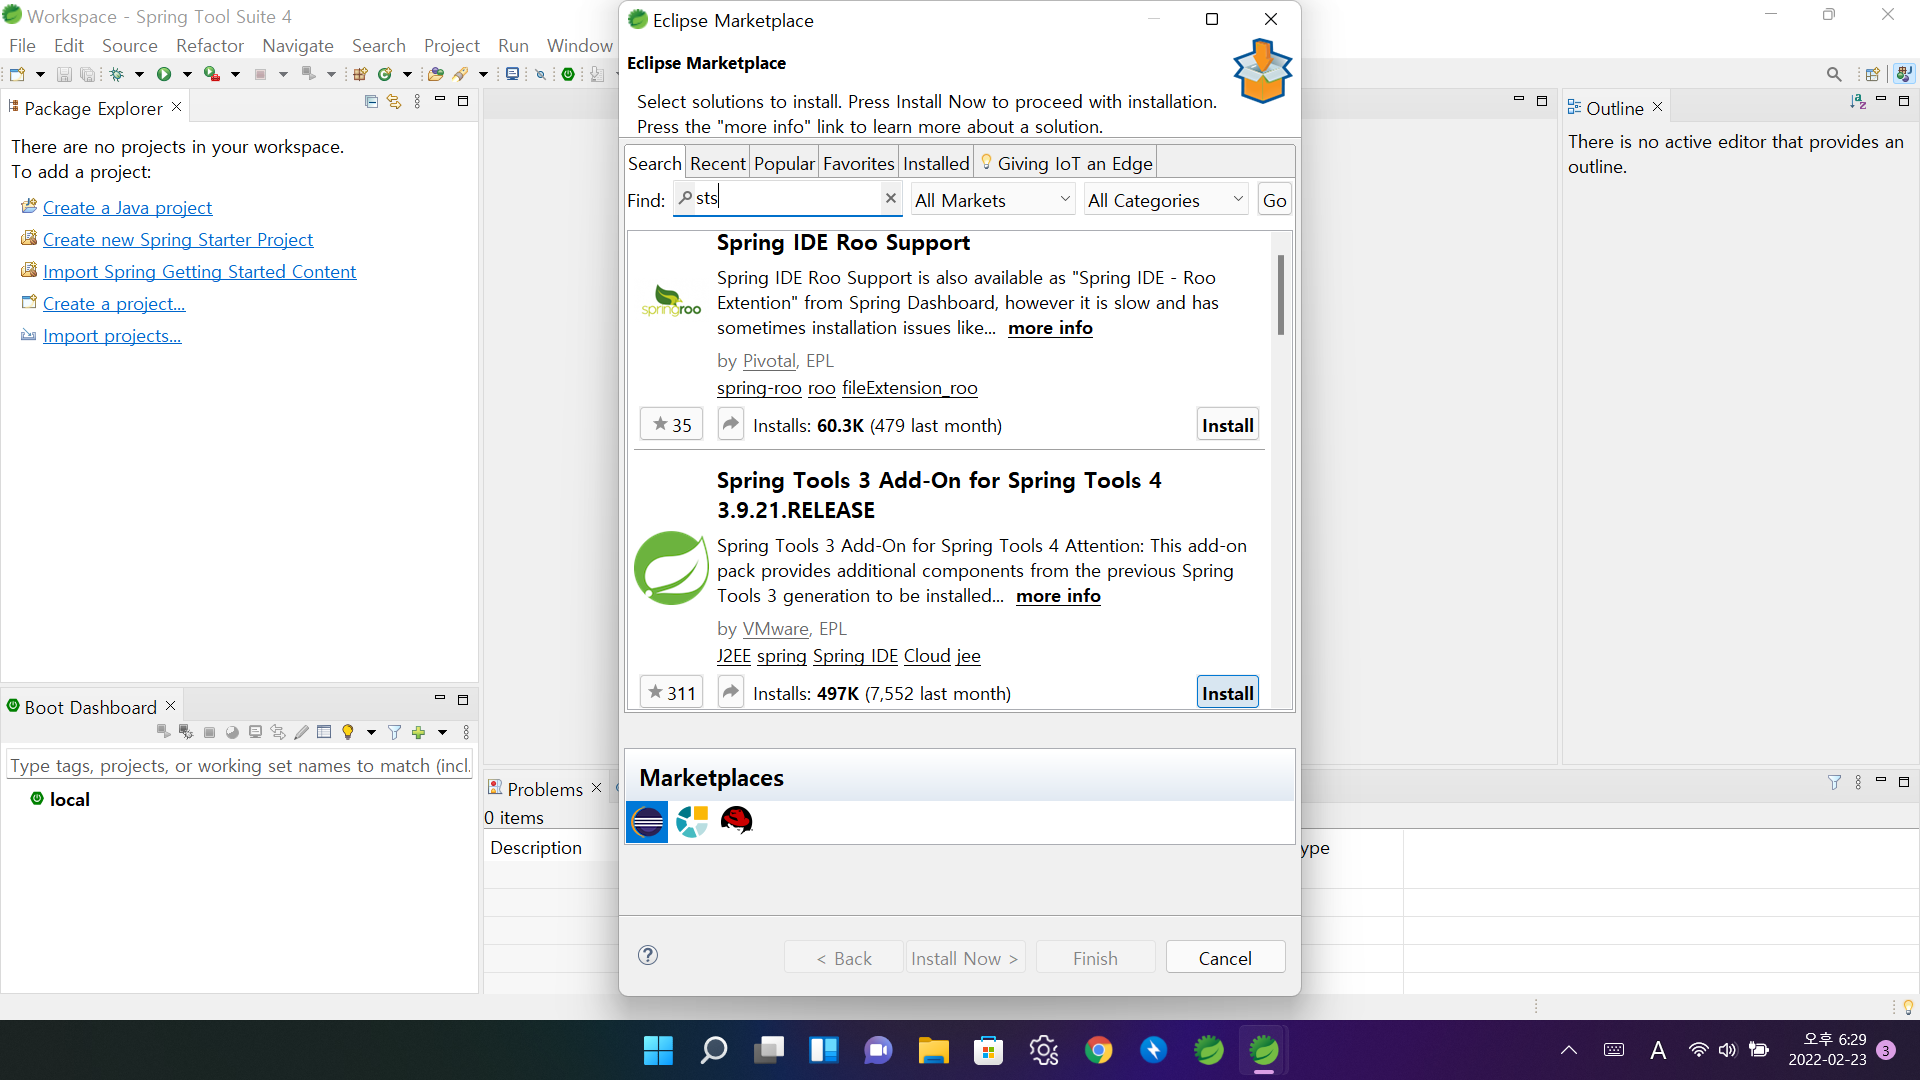 Workspace - Spring Tool Suite 4
File Edit Source Refactor Navigate Search Project Run Window
Package Explorer
There are no projects in your workspace.
To add a project:
Create a Java project
Create new Spring Starter Project
Import Spring Getting Started Content
Create a project...
Import projects...
Boot Dashboard
Type tags, projects, or working set names to match (incl.
local
Eclipse Marketplace
Eclipse Marketplace
Select solutions to install. Press Install Now to proceed with installation.
Press the "more info" link to learn more about a solution.
Search Recent Popular Favorites Installed Giving IoT an Edge
Find: sts All Markets All Categories Go
Spring IDE Roo Support
springroo
Spring IDE Roo Support is also available as "Spring IDE - Roo
Extention" from Spring Dashboard, however it is slow and has
sometimes installation issues like... more info
by Pivotal, EPL
spring-roo roo fileExtension_roo
35 Installs: 60.3K (479 last month) Install
Spring Tools 3 Add-On for Spring Tools 4
3.9.21.RELEASE
Spring Tools 3 Add-On for Spring Tools 4 Attention: This add-on
pack provides additional components from the previous Spring
Tools 3 generation to be installed... more info
by VMware, EPL
J2EE spring Spring IDE Cloud jee
311 Installs: 497K (7,552 last month) Install
Marketplaces
< Back Install Now > Finish Cancel
Outline
There is no active editor that provides an
outline.
Problems
0 items
Description ype
A
오후 6:29
2022-02-23
3